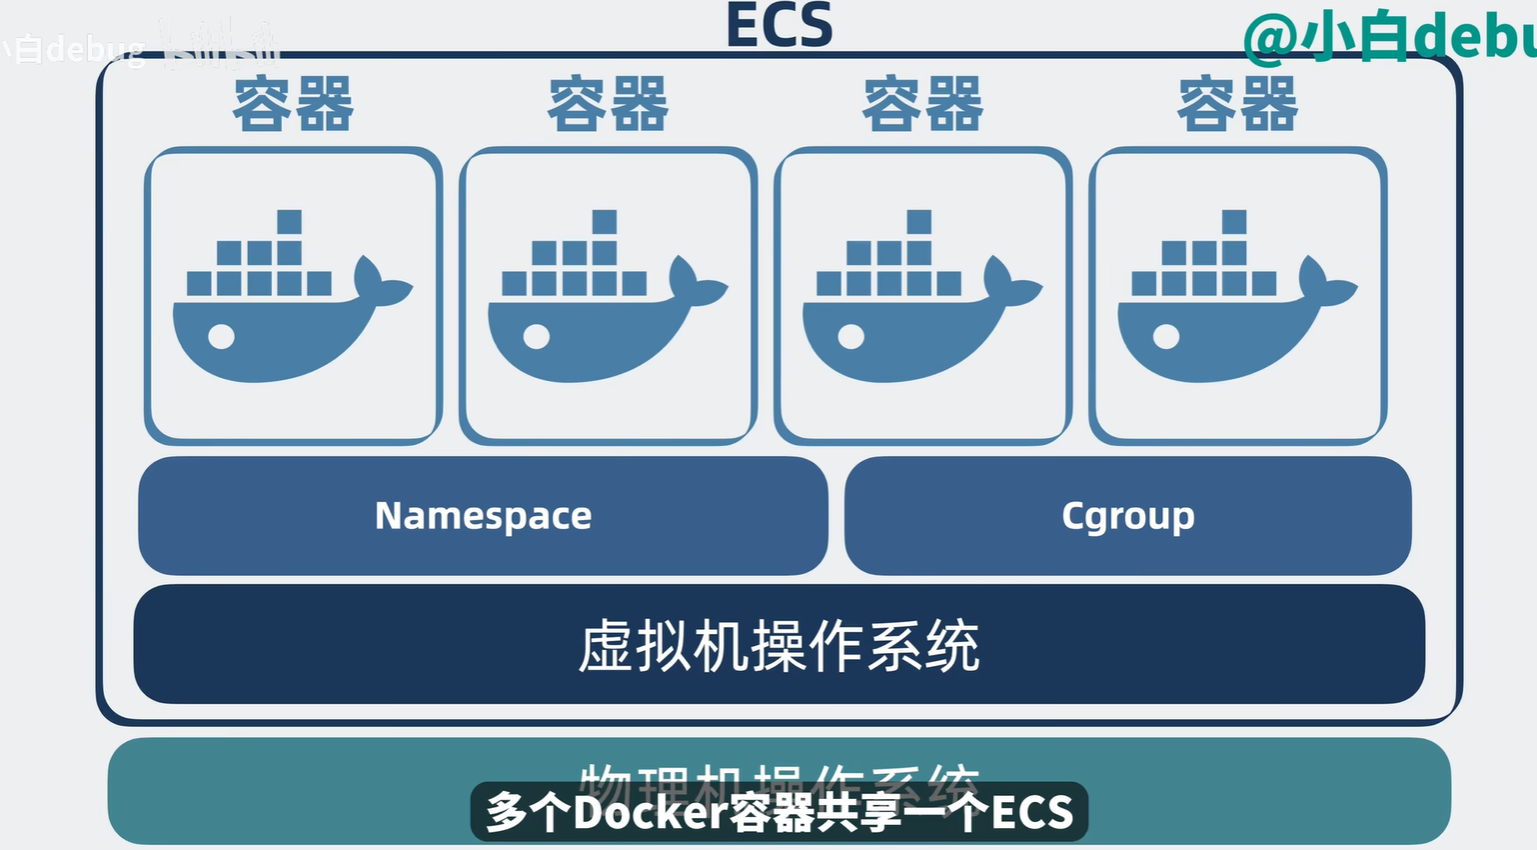 ECS
@小白debu
小白debug
容器 容器 容器 容器
Namespace Cgroup
虚拟机操作系统
物理机操作系统
多个Docker容器共享一个ECS